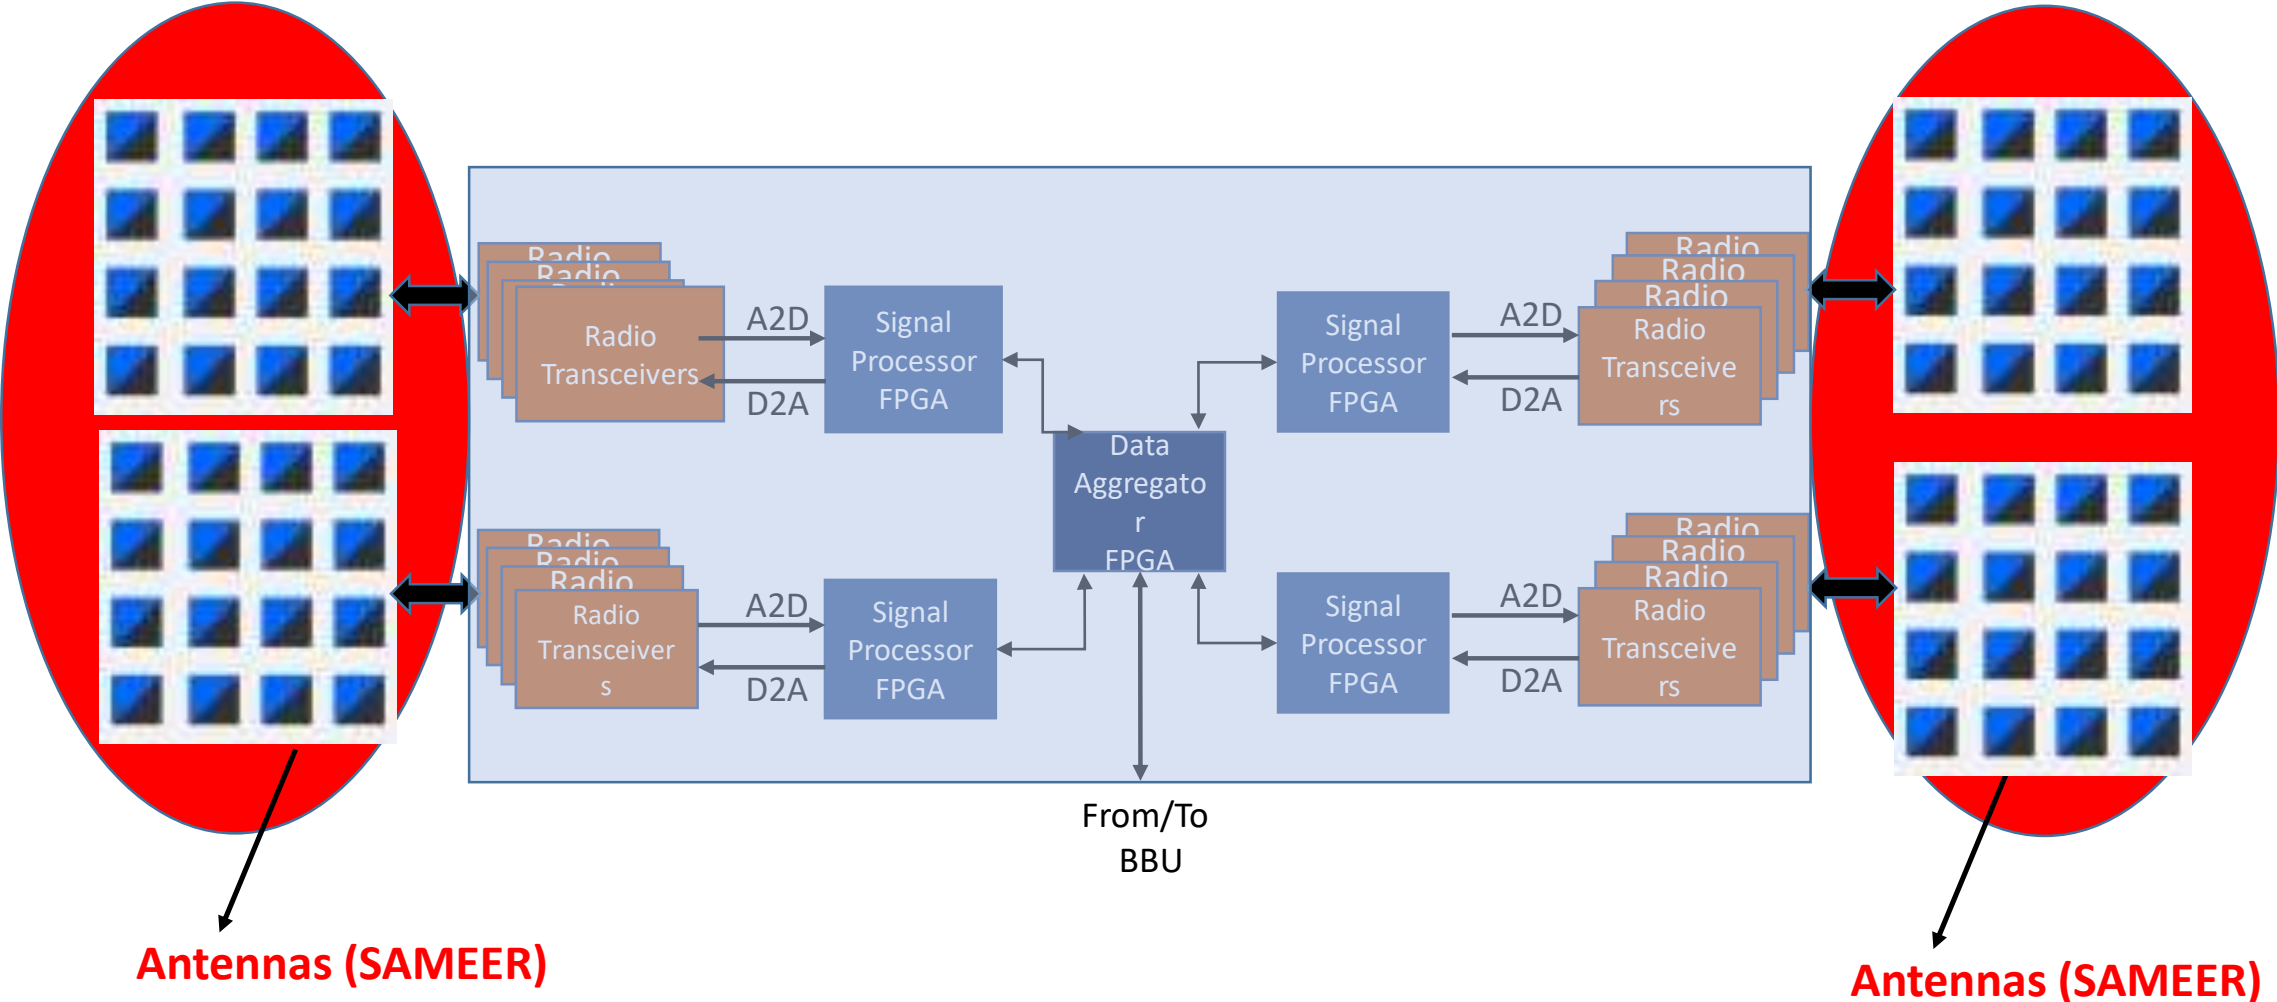 Radio
Radio
Radio
Transceivers
A2D
D2A
Signal
Processor
FPGA
Signal
Processor
FPGA
A2D
D2A
Radio
Radio
Radio
Radio
Transceive
rs
Data
Aggregato
r
FPGA
Radio
Radio
Radio
Radio
Transceiver
s
A2D
D2A
Signal
Processor
FPGA
Signal
Processor
FPGA
A2D
D2A
Radio
Radio
Radio
Radio
Transceive
rs
From/To
BBU
Antennas (SAMEER)
Antennas (SAMEER)